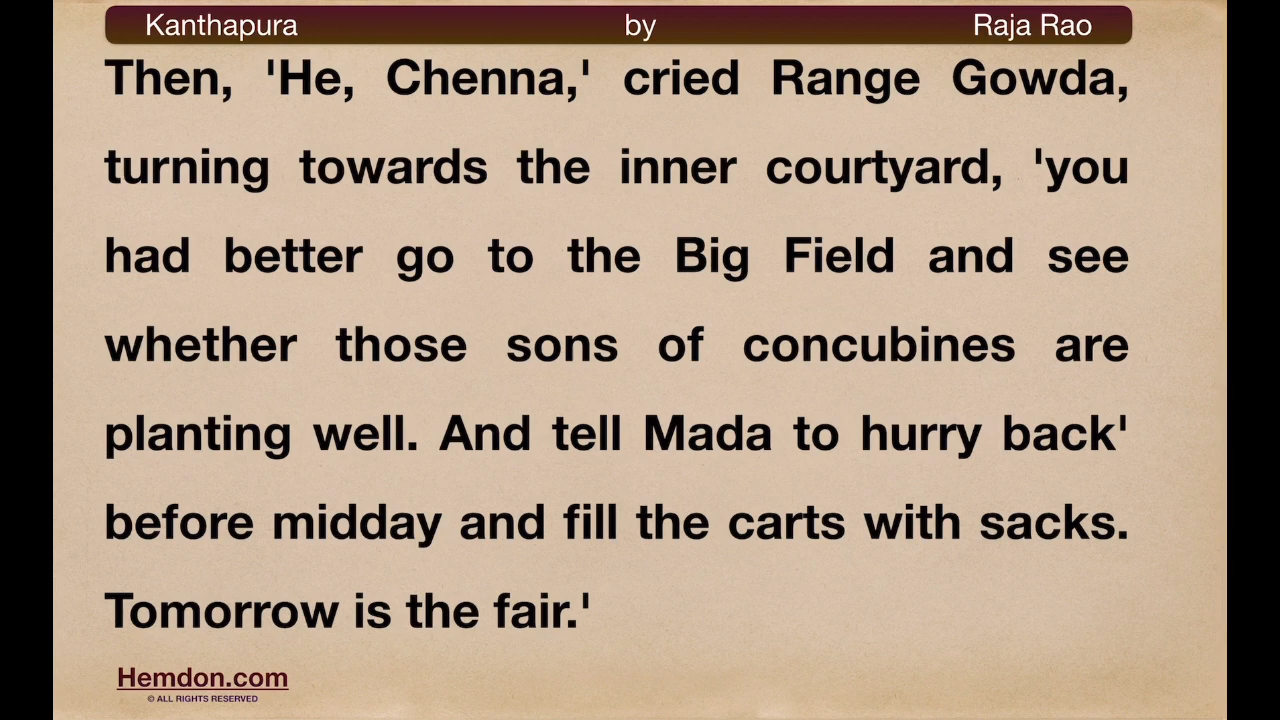 Kanthapura by Raja Rao
Then, 'He, Chenna,' cried Range Gowda,
turning towards the inner courtyard, 'you
had better go to the Big Field and see
whether those sons of concubines are
planting well. And tell Mada to hurry back'
before midday and fill the carts with sacks.
Tomorrow is the fair.'
Hemdon.com
© ALL RIGHTS RESERVED